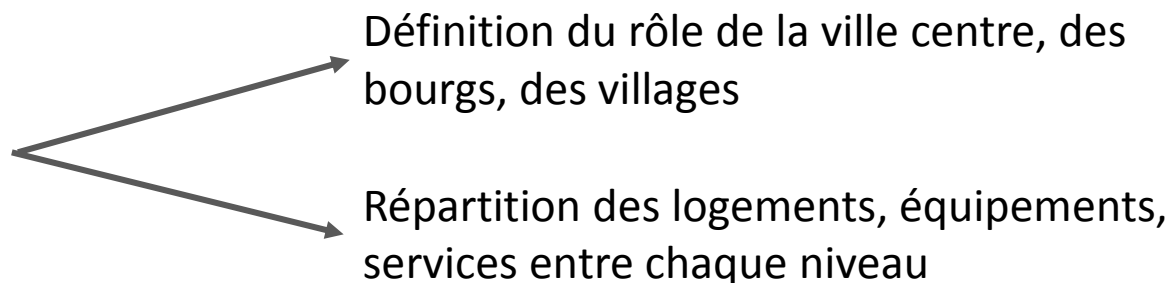 Définition du rôle de la ville centre, des
bourgs, des villages
Répartition des logements, équipements,
services entre chaque niveau